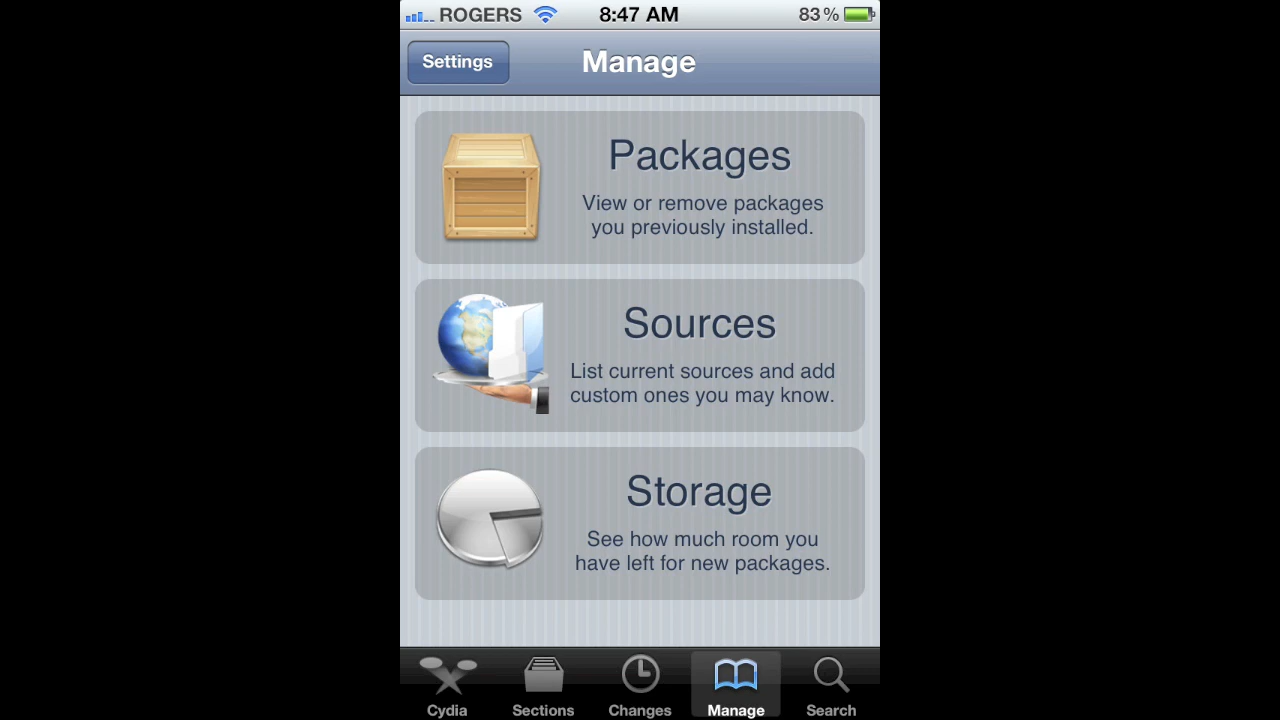 ROGERS 8:47 AM 83 %
Settings Manage
Packages
View or remove packages
you previously installed.
Sources
List current sources and add
custom ones you may know.
Storage
See how much room you
have left for new packages.
Cydia Sections Changes Manage Search